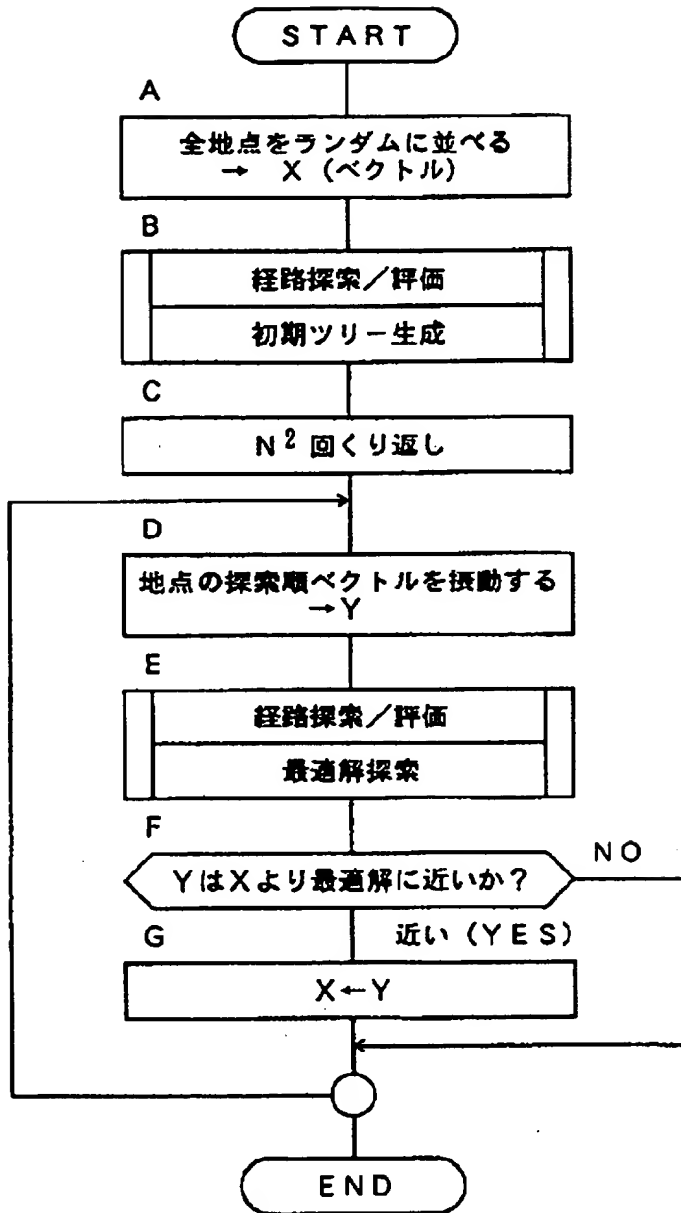 START
A
全地点をランダムに並べる
→ X (ベクトル)
B
経路探索／評価
初期ツリー生成
C
N² 回くり返し
D
地点の探索順ベクトルを摂動する
→Y
E
経路探索／評価
最適解探索
F
YはXより最適解に近いか？
NO
近い (YES)
G
X←Y
END